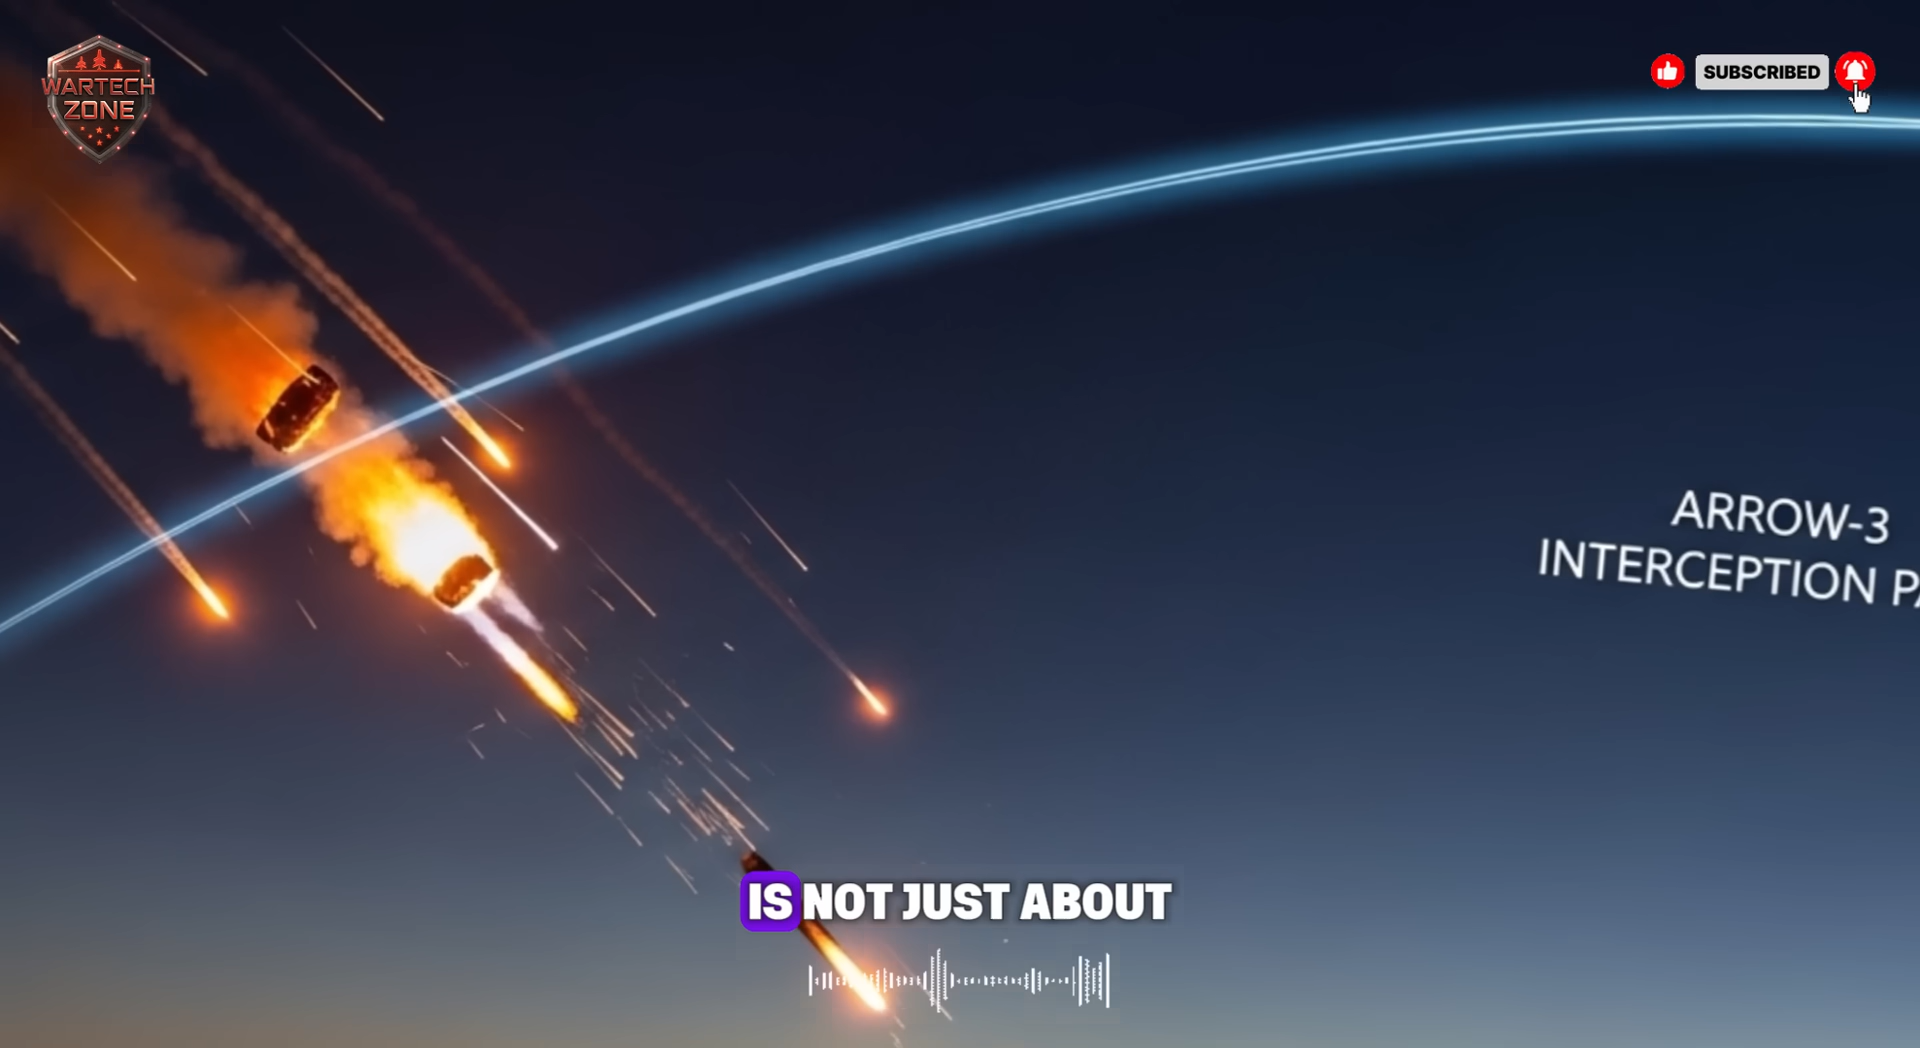 WARTECH
ZONE
SUBSCRIBED
ARROW-3
INTERCEPTION
IS NOT JUST ABOUT